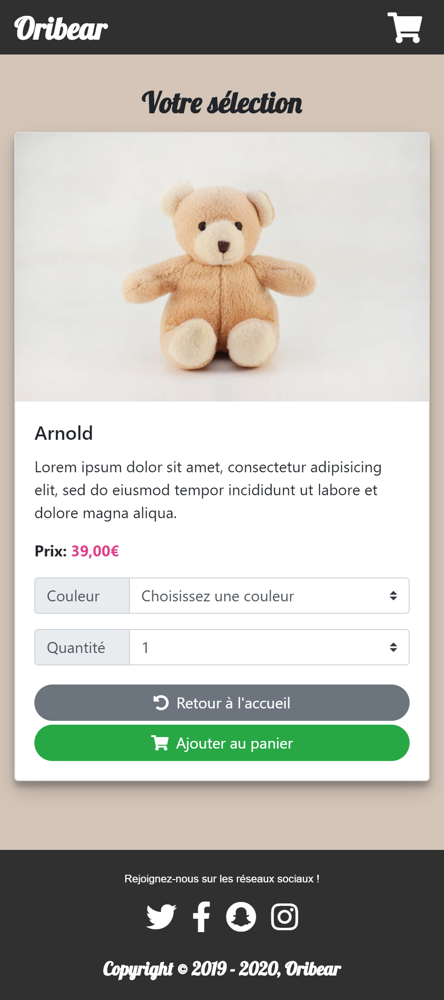 Oribear
Votre sélection
Arnold
Lorem ipsum dolor sit amet, consectetur adipisicing
elit, sed do eiusmod tempor incididunt ut labore et
dolore magna aliqua.
Prix: 39,00€
Couleur Choisissez une couleur
Quantité 1
Retour à l'accueil
Ajouter au panier
Rejoignez-nous sur les réseaux sociaux !
Copyright © 2019 - 2020, Oribear